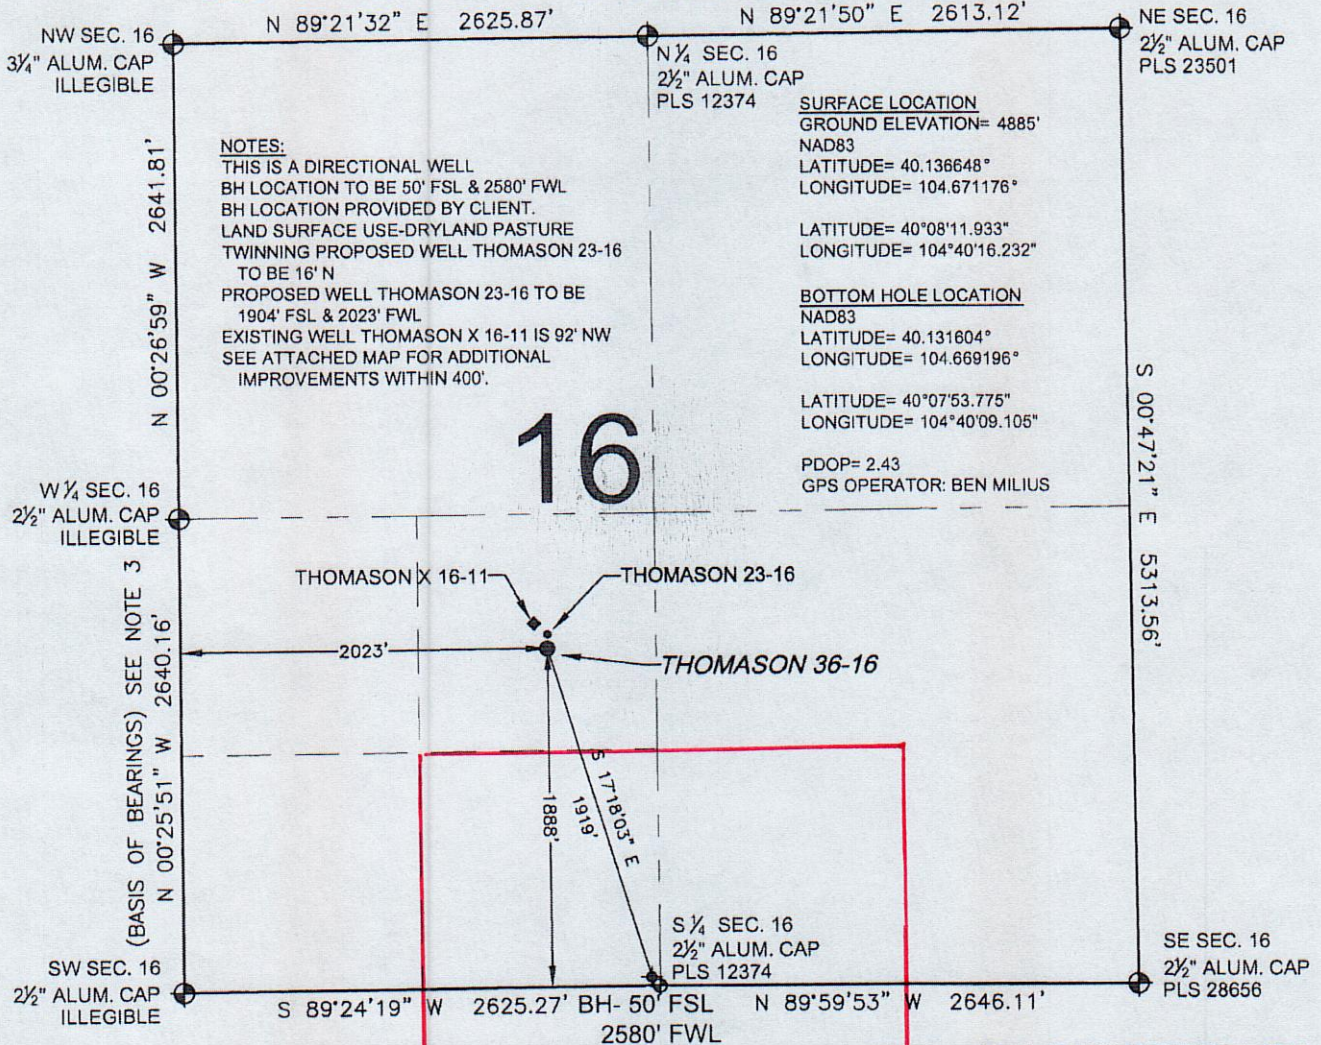 N 89°21'32" E 2625.87'
N 89°21'50" E 2613.12'
NW SEC. 16
3¼" ALUM. CAP
ILLEGIBLE
N ¼ SEC. 16
2½" ALUM. CAP
PLS 12374
NE SEC. 16
2½" ALUM. CAP
PLS 23501
NOTES:
THIS IS A DIRECTIONAL WELL
BH LOCATION TO BE 50' FSL & 2580' FWL
BH LOCATION PROVIDED BY CLIENT.
LAND SURFACE USE-DRYLAND PASTURE
TWINNING PROPOSED WELL THOMASON 23-16
TO BE 16' N
PROPOSED WELL THOMASON 23-16 TO BE
1904' FSL & 2023' FWL
EXISTING WELL THOMASON X 16-11 IS 92' NW
SEE ATTACHED MAP FOR ADDITIONAL
IMPROVEMENTS WITHIN 400'.
SURFACE LOCATION
GROUND ELEVATION= 4885'
NAD83
LATITUDE= 40.136648°
LONGITUDE= 104.671176°
LATITUDE= 40°08'11.933"
LONGITUDE= 104°40'16.232"
BOTTOM HOLE LOCATION
NAD83
LATITUDE= 40.131604°
LONGITUDE= 104.669196°
LATITUDE= 40°07'53.775"
LONGITUDE= 104°40'09.105"
PDOP= 2.43
GPS OPERATOR: BEN MILIUS
N 00°26'59" W 2641.81'
S 00°47'21" E 5313.56'
16
W ¼ SEC. 16
2½" ALUM. CAP
ILLEGIBLE
THOMASON X 16-11
THOMASON 23-16
2023'
THOMASON 36-16
(BASIS OF BEARINGS) SEE NOTE 3
N 00°25'51" W 2640.16'
S 17°18'03" E
1919'
1888'
S ¼ SEC. 16
2½" ALUM. CAP
PLS 12374
SW SEC. 16
2½" ALUM. CAP
ILLEGIBLE
SE SEC. 16
2½" ALUM. CAP
PLS 28656
S 89°24'19" W 2625.27'
BH- 50' FSL
2580' FWL
N 89°59'53" W 2646.11'